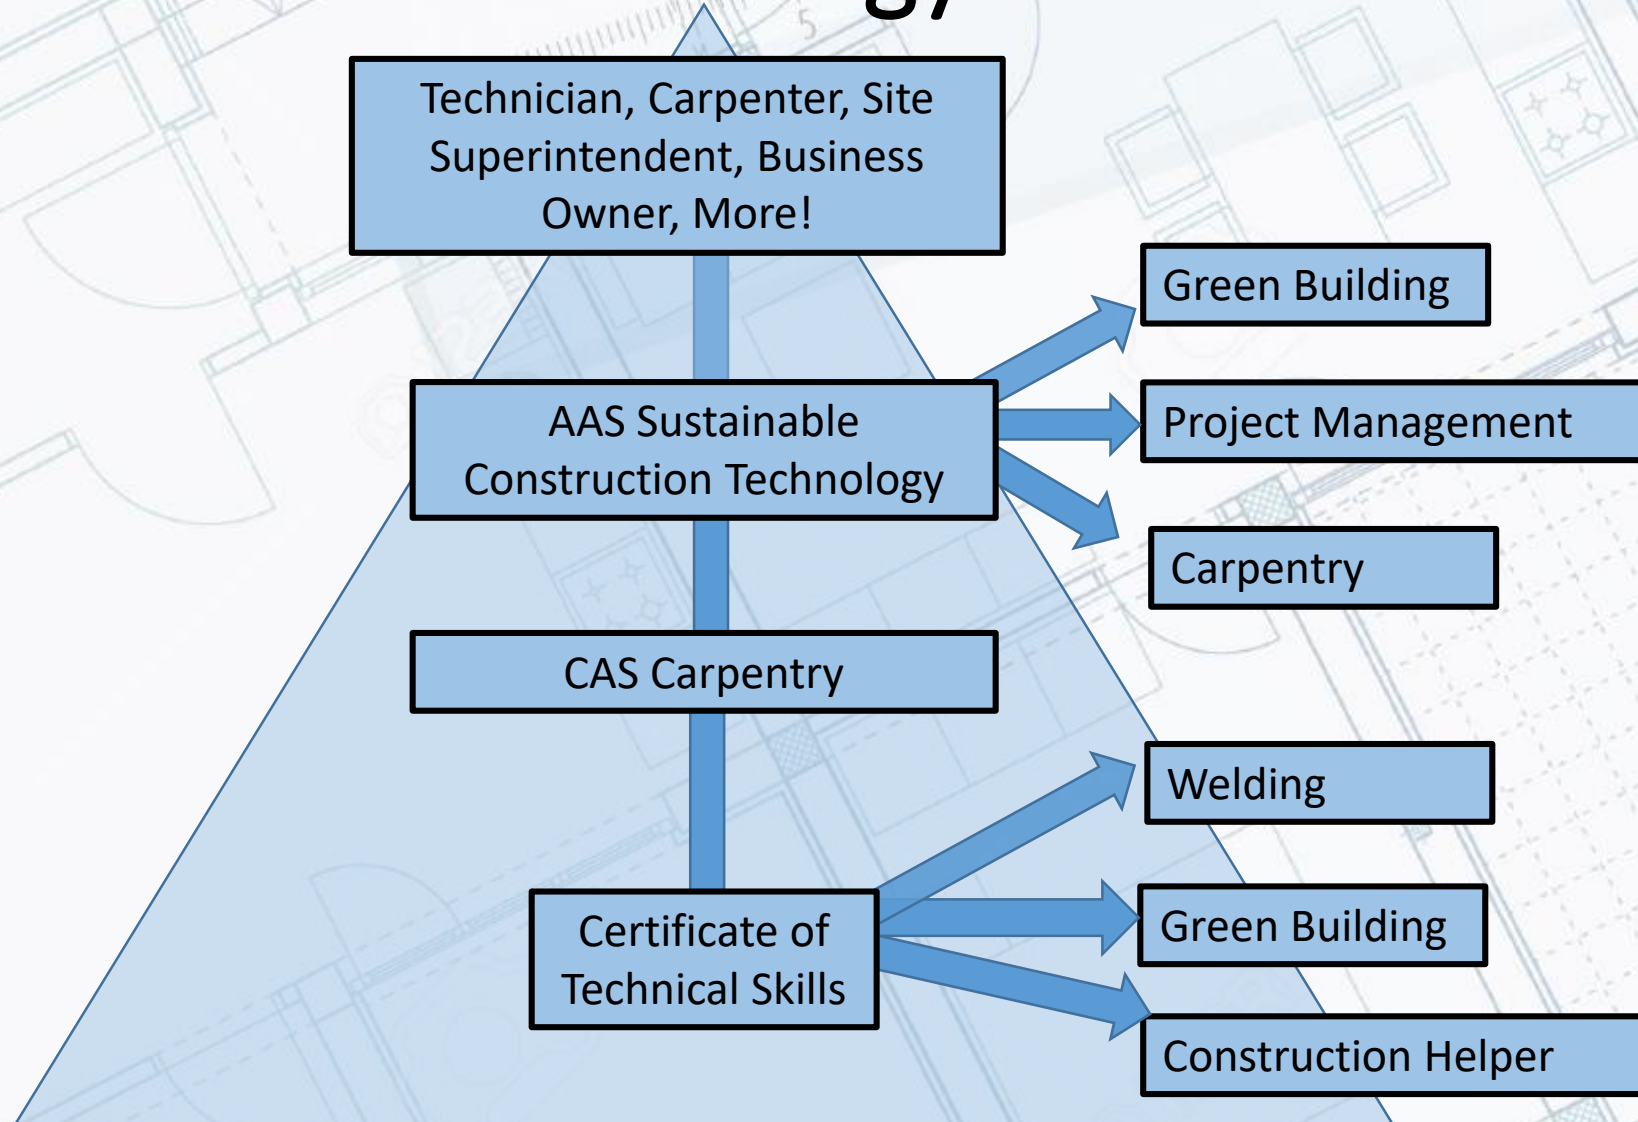 Technician, Carpenter, Site
Superintendent, Business
Owner, More!
Green Building
AAS Sustainable
Construction Technology
Project Management
Carpentry
CAS Carpentry
Welding
Certificate of
Technical Skills
Green Building
Construction Helper